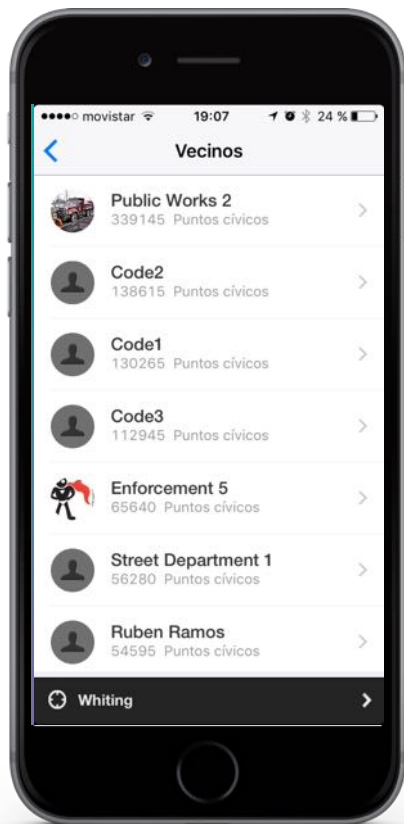 movistar 19:07 24 %
Vecinos
Public Works 2
339145 Puntos cívicos
Code2
138615 Puntos cívicos
Code1
130265 Puntos cívicos
Code3
112945 Puntos cívicos
Enforcement 5
65640 Puntos cívicos
Street Department 1
56280 Puntos cívicos
Ruben Ramos
54595 Puntos cívicos
Whiting